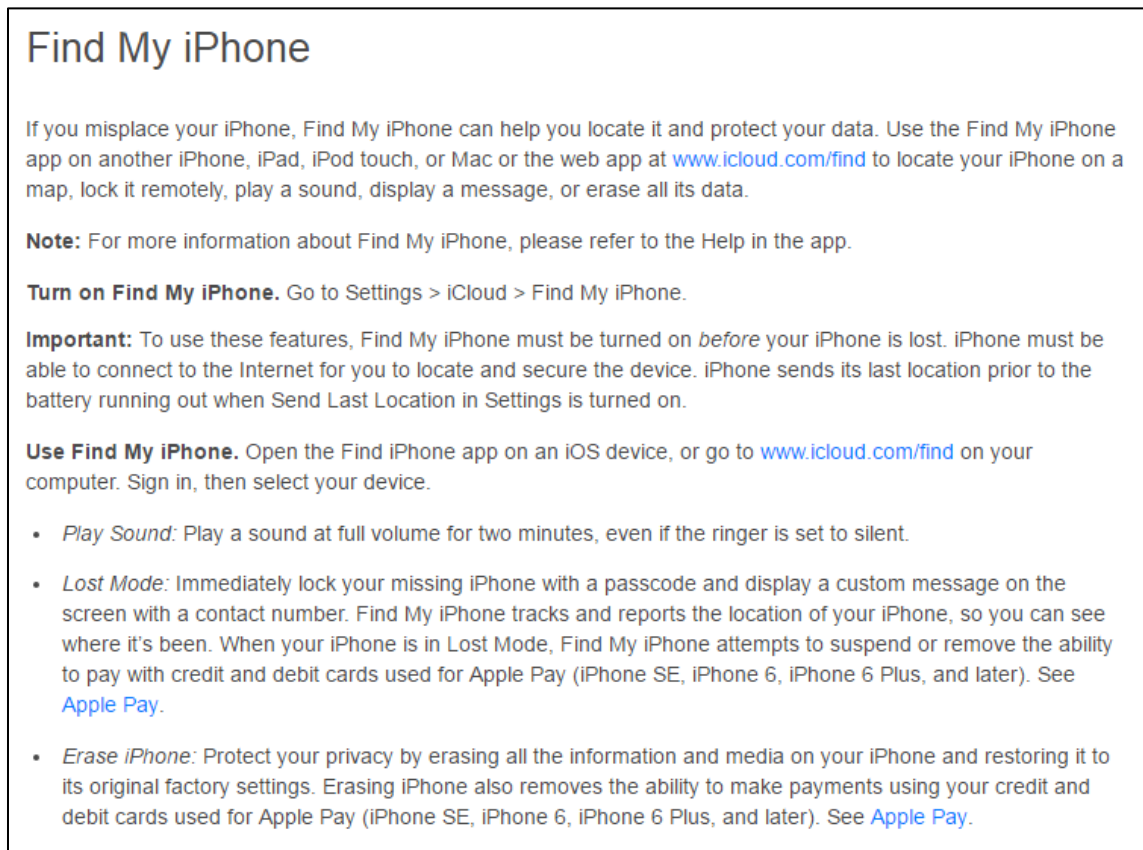 Find My iPhone
If you misplace your iPhone, Find My iPhone can help you locate it and protect your data. Use the Find My iPhone
app on another iPhone, iPad, iPod touch, or Mac or the web app at www.icloud.com/find to locate your iPhone on a
map, lock it remotely, play a sound, display a message, or erase all its data.
Note: For more information about Find My iPhone, please refer to the Help in the app.
Turn on Find My iPhone. Go to Settings > iCloud > Find My iPhone.
Important: To use these features, Find My iPhone must be turned on before your iPhone is lost. iPhone must be
able to connect to the Internet for you to locate and secure the device. iPhone sends its last location prior to the
battery running out when Send Last Location in Settings is turned on.
Use Find My iPhone. Open the Find iPhone app on an iOS device, or go to www.icloud.com/find on your
computer. Sign in, then select your device.
• Play Sound: Play a sound at full volume for two minutes, even if the ringer is set to silent.
• Lost Mode: Immediately lock your missing iPhone with a passcode and display a custom message on the
screen with a contact number. Find My iPhone tracks and reports the location of your iPhone, so you can see
where it's been. When your iPhone is in Lost Mode, Find My iPhone attempts to suspend or remove the ability
to pay with credit and debit cards used for Apple Pay (iPhone SE, iPhone 6, iPhone 6 Plus, and later). See
Apple Pay.
• Erase iPhone: Protect your privacy by erasing all the information and media on your iPhone and restoring it to
its original factory settings. Erasing iPhone also removes the ability to make payments using your credit and
debit cards used for Apple Pay (iPhone SE, iPhone 6, iPhone 6 Plus, and later). See Apple Pay.